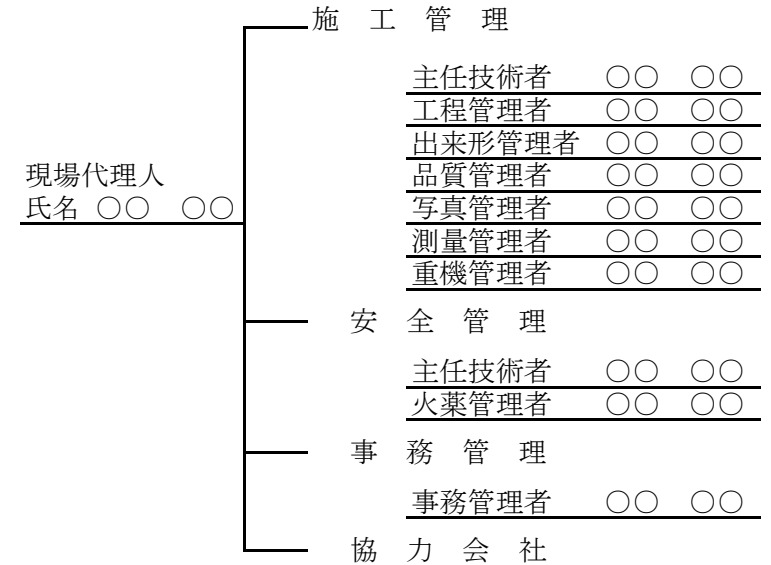 施工管理
主任技術者 ○○ ○○
工程管理者 ○○ ○○
出来形管理者 ○○ ○○
現場代理人
品質管理者 ○○ ○○
氏名 ○○ ○○
写真管理者 ○○ ○○
測量管理者 ○○ ○○
重機管理者 ○○ ○○
安全管理
主任技術者 ○○ ○○
火薬管理者 ○○ ○○
事務管理
事務管理者 ○○ ○○
協力会社